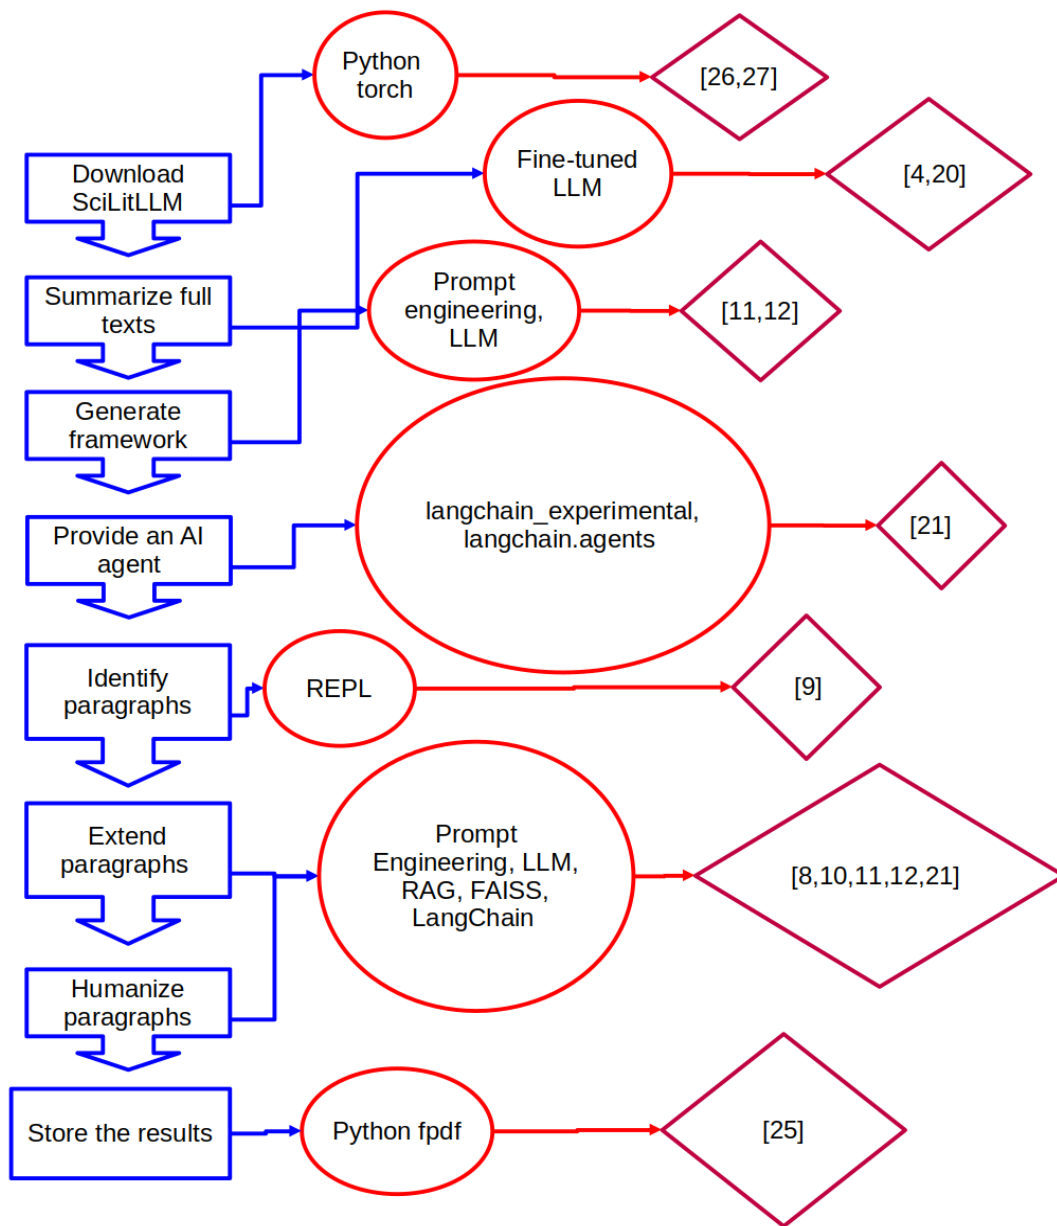 Python
torch
[26,27]
Download
SciLitLLM
Fine-tuned
LLM
[4,20]
Summarize full
texts
Prompt
engineering,
LLM
[11,12]
Generate
framework
Provide an AI
agent
langchain_experimental,
langchain.agents
[21]
Identify
paragraphs
REPL
[9]
Extend
paragraphs
Prompt
Engineering, LLM,
RAG, FAISS,
LangChain
[8,10,11,12,21]
Humanize
paragraphs
Store the results
Python fpdf
[25]